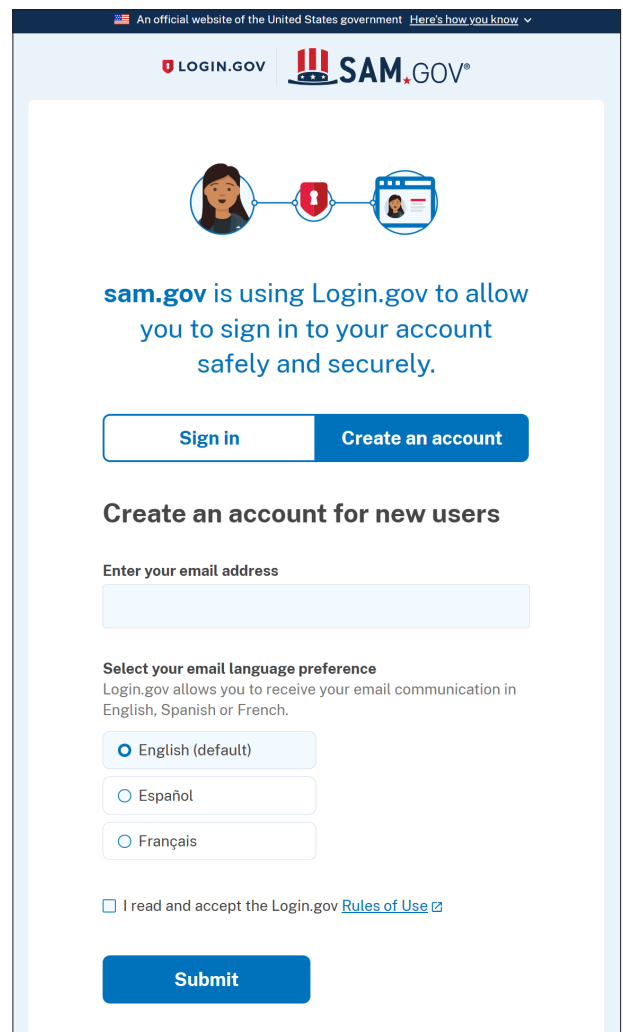 An official website of the United States government Here's how you know
LOGIN.GOV SAM.GOV®
sam.gov is using Login.gov to allow
you to sign in to your account
safely and securely.
Sign in Create an account
Create an account for new users
Enter your email address
Select your email language preference
Login.gov allows you to receive your email communication in
English, Spanish or French.
English (default)
Español
Français
I read and accept the Login.gov Rules of Use
Submit